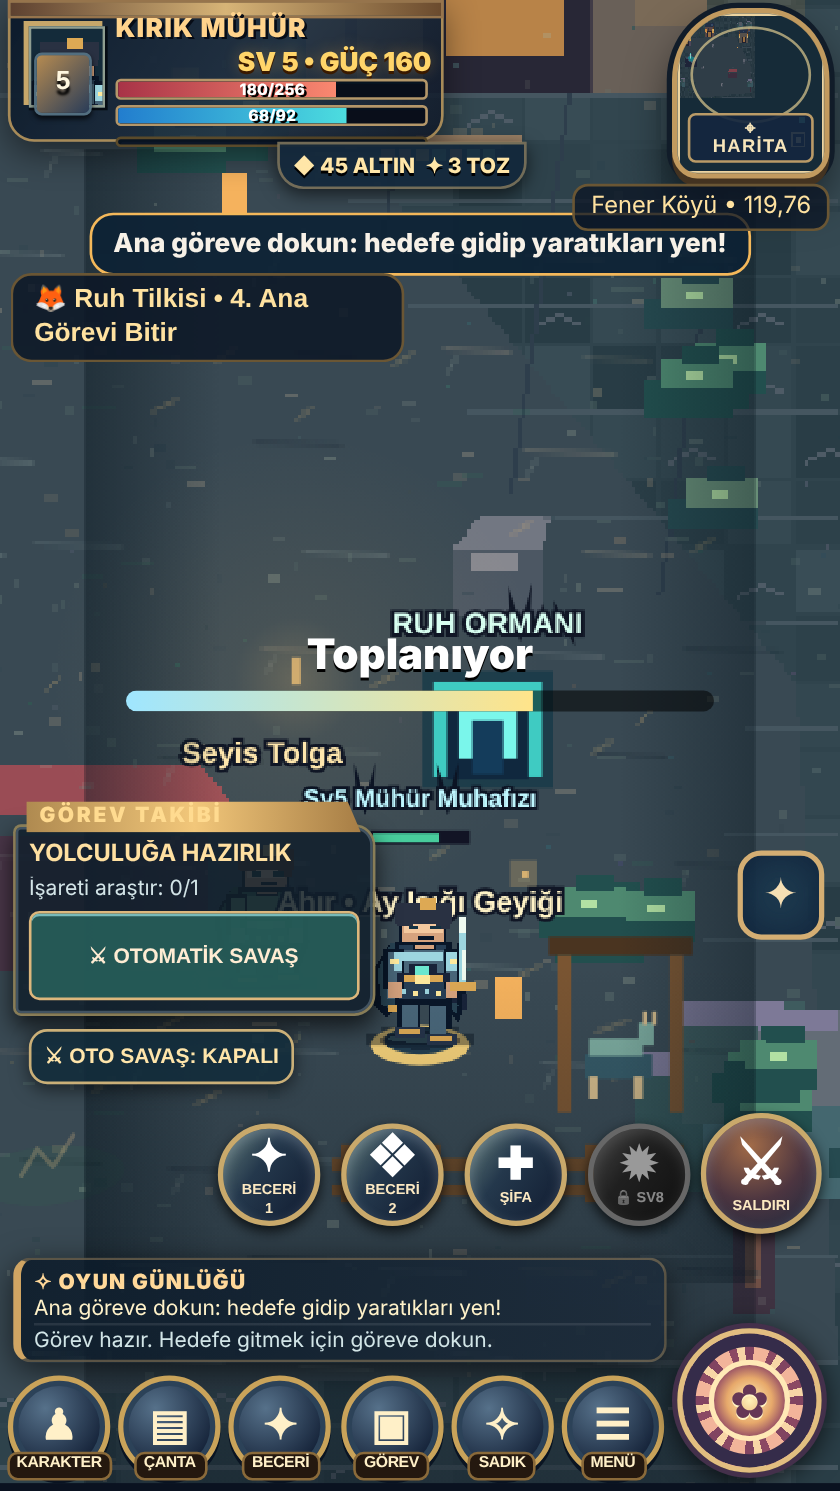 KIRIK MÜHÜR
SV 5 • GÜÇ 160
5
180/256
68/92
HARİTA
◆ 45 ALTIN ✦ 3 TOZ
Fener Köyü • 119,76
Ana göreve dokun: hedefe gidip yaratıkları yen!
🦊 Ruh Tilkisi • 4. Ana
Görevi Bitir
RUH ORMANI
Toplanıyor
Seyis Tolga
Sv5 Mühür Muhafızı
GÖREV TAKİBİ
YOLCULUĞA HAZIRLIK
İşareti araştır: 0/1
Ahır • Ay Işığı Geyiği
⚔ OTOMATİK SAVAŞ
⚔ OTO SAVAŞ: KAPALI
BECERİ
1
BECERİ
2
ŞİFA
🔒 SV8
SALDIRI
✧ OYUN GÜNLÜĞÜ
Ana göreve dokun: hedefe gidip yaratıkları yen!
Görev hazır. Hedefe gitmek için göreve dokun.
KARAKTER
ÇANTA
BECERİ
GÖREV
SADIK
MENÜ